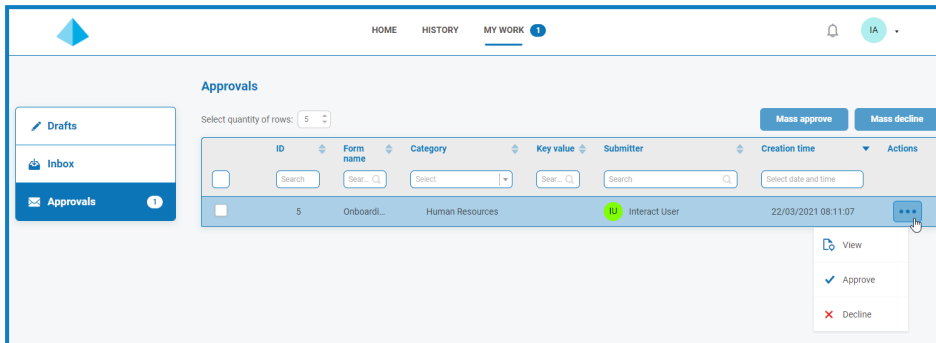 HOME HISTORY MY WORK 1 IA
Approvals
Select quantity of rows: 5 Mass approve Mass decline
Drafts
Inbox
Approvals 1
ID Form name Category Key value Submitter Creation time Actions
Search Sear... Select Sear... Search Select date and time
5 Onboardi... Human Resources IU Interact User 22/03/2021 08:11:07
View
Approve
Decline